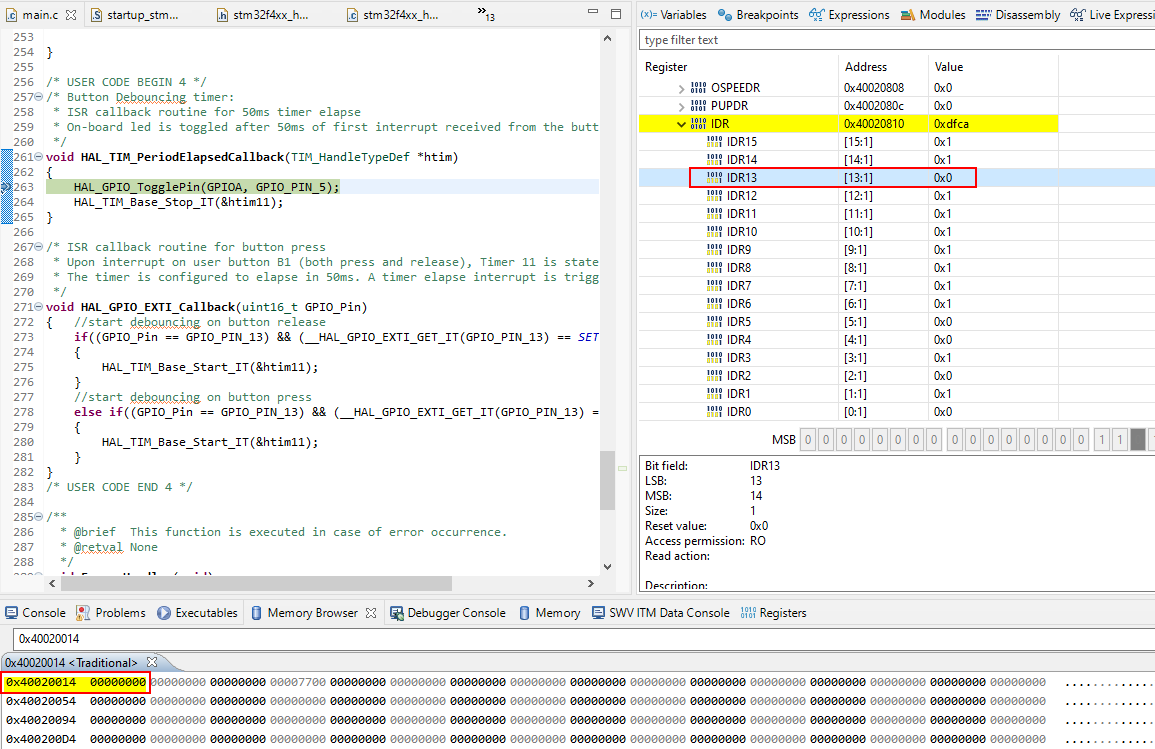 main.c
startup_stm...
stm32f4xx_h...
stm32f4xx_h...
»13
253
254 }
255
256 /* USER CODE BEGIN 4 */
257 /* Button Debouncing timer:
258 * ISR callback routine for 50ms timer elapse
259 * On-board led is toggled after 50ms of first interrupt received from the butt
260 */
261 void HAL_TIM_PeriodElapsedCallback(TIM_HandleTypeDef *htim)
262 {
263 HAL_GPIO_TogglePin(GPIOA, GPIO_PIN_5);
264 HAL_TIM_Base_Stop_IT(&htim11);
265 }
266
267 /* ISR callback routine for button press
268 * Upon interrupt on user button B1 (both press and release), Timer 11 is state
269 * The timer is configured to elapse in 50ms. A timer elapse interrupt is trigg
270 */
271 void HAL_GPIO_EXTI_Callback(uint16_t GPIO_Pin)
272 { //start debouncing on button release
273 if((GPIO_Pin == GPIO_PIN_13) && (__HAL_GPIO_EXTI_GET_IT(GPIO_PIN_13) == SET
274 {
275 HAL_TIM_Base_Start_IT(&htim11);
276 }
277 //start debouncing on button press
278 else if((GPIO_Pin == GPIO_PIN_13) && (__HAL_GPIO_EXTI_GET_IT(GPIO_PIN_13) =
279 {
280 HAL_TIM_Base_Start_IT(&htim11);
281 }
282 }
283 /* USER CODE END 4 */
284
285 /**
286 * @brief This function is executed in case of error occurrence.
287 * @retval None
288 */
(x)= Variables
Breakpoints
Expressions
Modules
Disassembly
Live Expressi
type filter text
Register Address Value
OSPEEDR 0x40020808 0x0
PUPDR 0x4002080c 0x0
IDR 0x40020810 0xdfca
IDR15 [15:1] 0x1
IDR14 [14:1] 0x1
IDR13 [13:1] 0x0
IDR12 [12:1] 0x1
IDR11 [11:1] 0x1
IDR10 [10:1] 0x1
IDR9 [9:1] 0x1
IDR8 [8:1] 0x1
IDR7 [7:1] 0x1
IDR6 [6:1] 0x1
IDR5 [5:1] 0x0
IDR4 [4:1] 0x0
IDR3 [3:1] 0x1
IDR2 [2:1] 0x0
IDR1 [1:1] 0x1
IDR0 [0:1] 0x0
MSB 0 0 0 0 0 0 0 0 0 0 0 0 0 0 0 0 1 1
Bit field: IDR13
LSB: 13
MSB: 14
Size: 1
Reset value: 0x0
Access permission: RO
Read action:
Description:
Console
Problems
Executables
Memory Browser
Debugger Console
Memory
SWV ITM Data Console
Registers
0x40020014
0x40020014 <Traditional>
0x40020014 00000000 00000000 00000000 00007700 00000000 00000000 00000000 00000000 00000000 00000000 00000000 00000000 00000000 00000000 00000000 00000000 ..............
0x40020054 00000000 00000000 00000000 00000000 00000000 00000000 00000000 00000000 00000000 00000000 00000000 00000000 00000000 00000000 00000000 00000000 ..............
0x40020094 00000000 00000000 00000000 00000000 00000000 00000000 00000000 00000000 00000000 00000000 00000000 00000000 00000000 00000000 00000000 00000000 ..............
0x400200D4 00000000 00000000 00000000 00000000 00000000 00000000 00000000 00000000 00000000 00000000 00000000 00000000 00000000 00000000 00000000 00000000 ..............